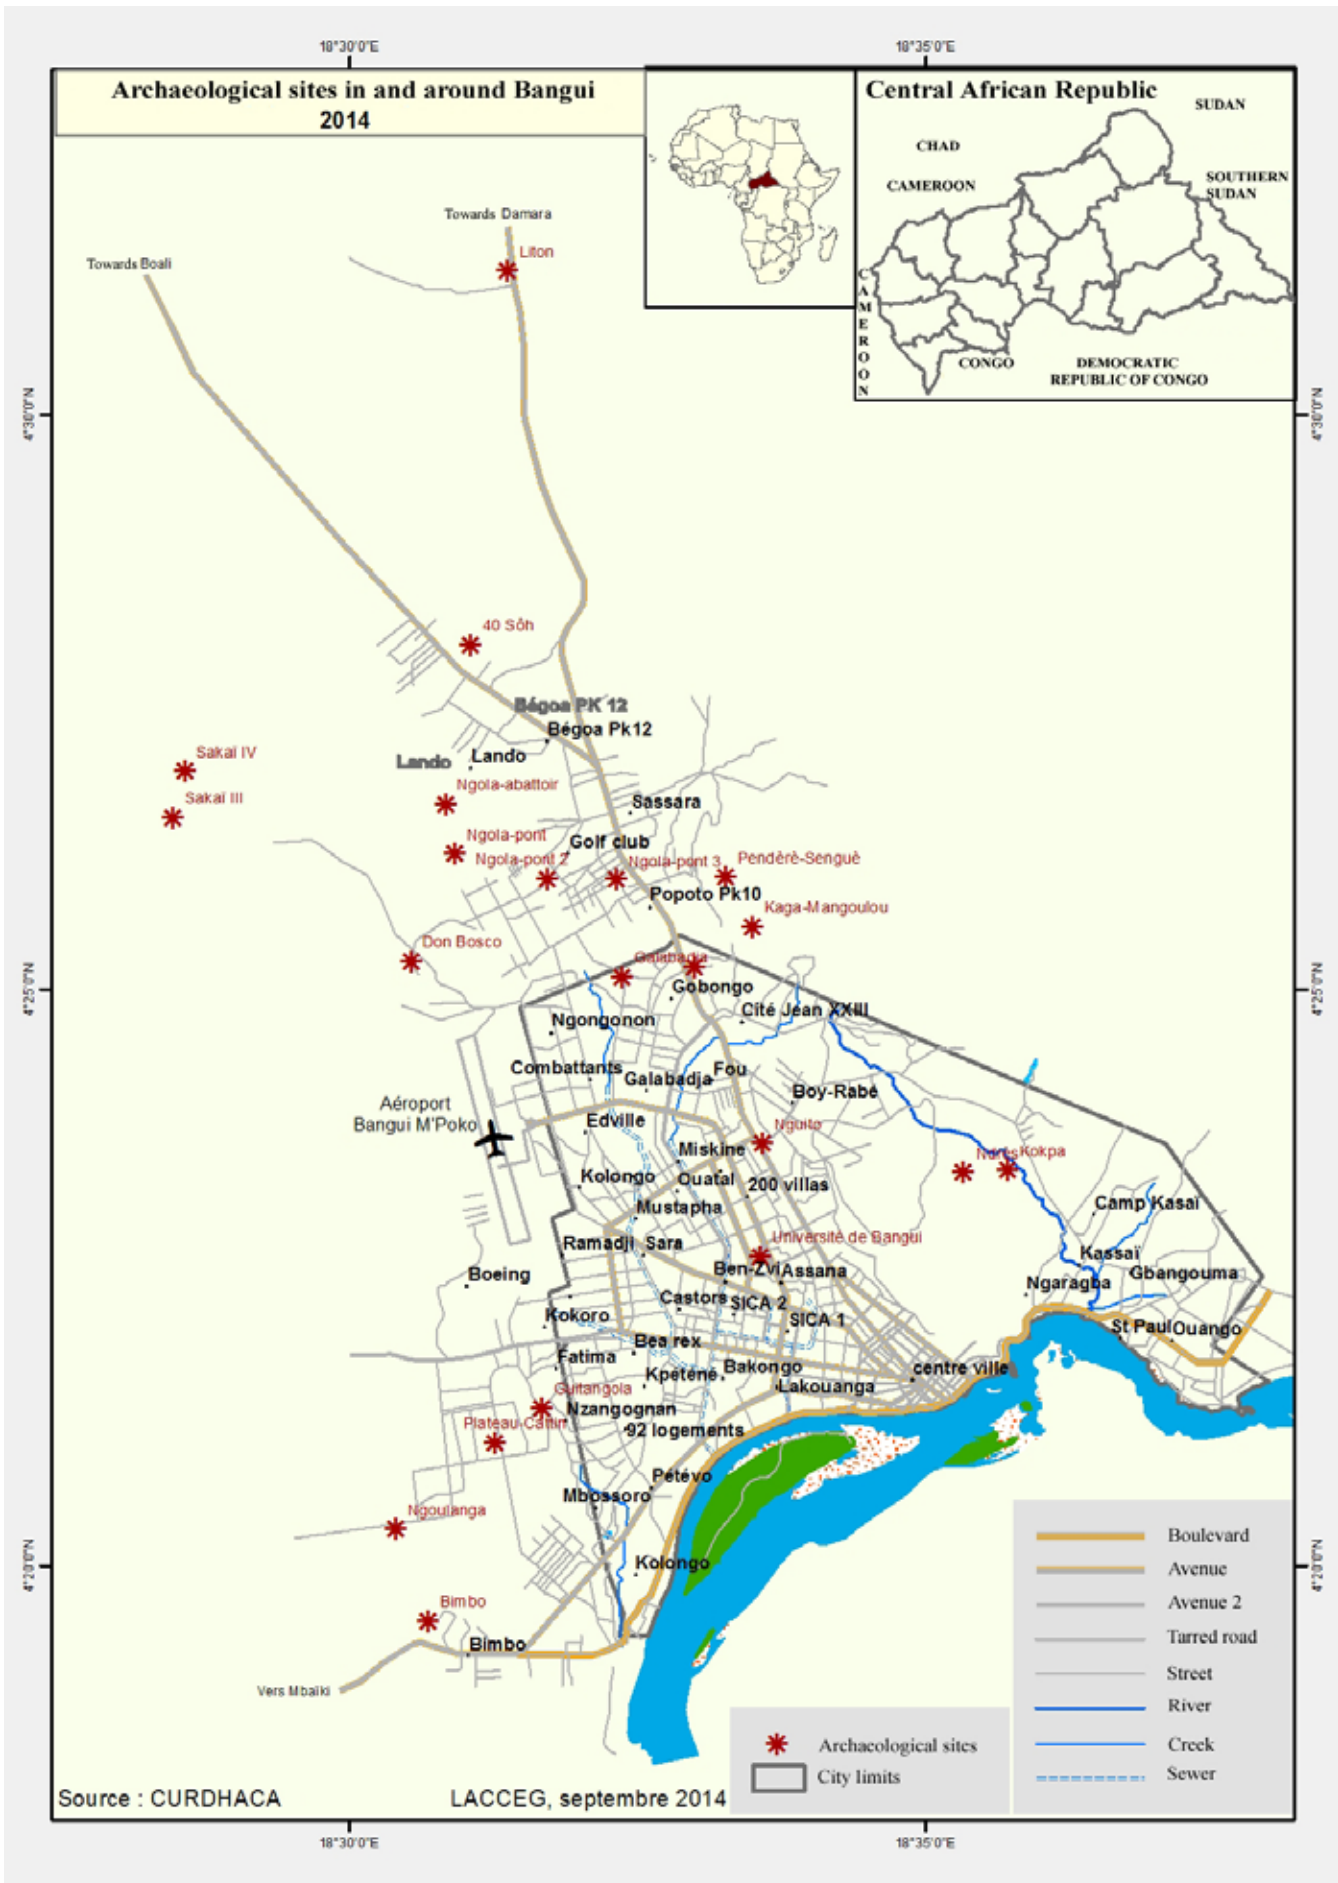 18°30'0"E
18°35'0"E
Archaeological sites in and around Bangui
2014
Central African Republic
SUDAN
CHAD
CAMEROON
SOUTHERN
SUDAN
CAMEROON
CONGO
DEMOCRATIC
REPUBLIC OF CONGO
Towards Damara
Liton
Towards Boali
4°30'0"N
4°30'0"N
40 Sôh
Bégoa PK 12
Bégoa Pk12
Lando
Lando
Sakaï IV
Sakaï III
Ngola-abattoir
Sassara
Ngola-pont
Golf club
Ngola-pont 2
Ngola-pont 3
Pendèrè-Senguè
Popoto Pk10
Kaga-Mangoulou
Don Bosco
Galabadja
4°25'0"N
4°25'0"N
Gobongo
Cité Jean XXIII
Ngongonon
Combattants
Galabadja
Fou
Boy-Rabé
Aéroport
Bangui M'Poko
Edville
Nguito
Miskine
Kokpa
Kolongo
Ouatal
200 villas
Mustapha
Camp Kasaï
Université de Bangui
Ramadji
Sara
Kassaï
Ben-Zvi
Assana
Gbangouma
Boeing
Ngaragba
Castors
SICA 2
Kokoro
SICA 1
St Paul
Ouango
Bea rex
Fatima
Bakongo
centre ville
Kpetene
Lakouanga
Guitangola
Nzangognan
Plateau-Cattin
92 logements
Pétévo
Mbossoro
Ngoulanga
Kolongo
4°20'0"N
4°20'0"N
Bimbo
Bimbo
Vers Mbaïki
Boulevard
Avenue
Avenue 2
Tarred road
Street
River
Creek
Sewer
Archaeological sites
City limits
Source : CURDHACA
LACCEG, septembre 2014
18°30'0"E
18°35'0"E